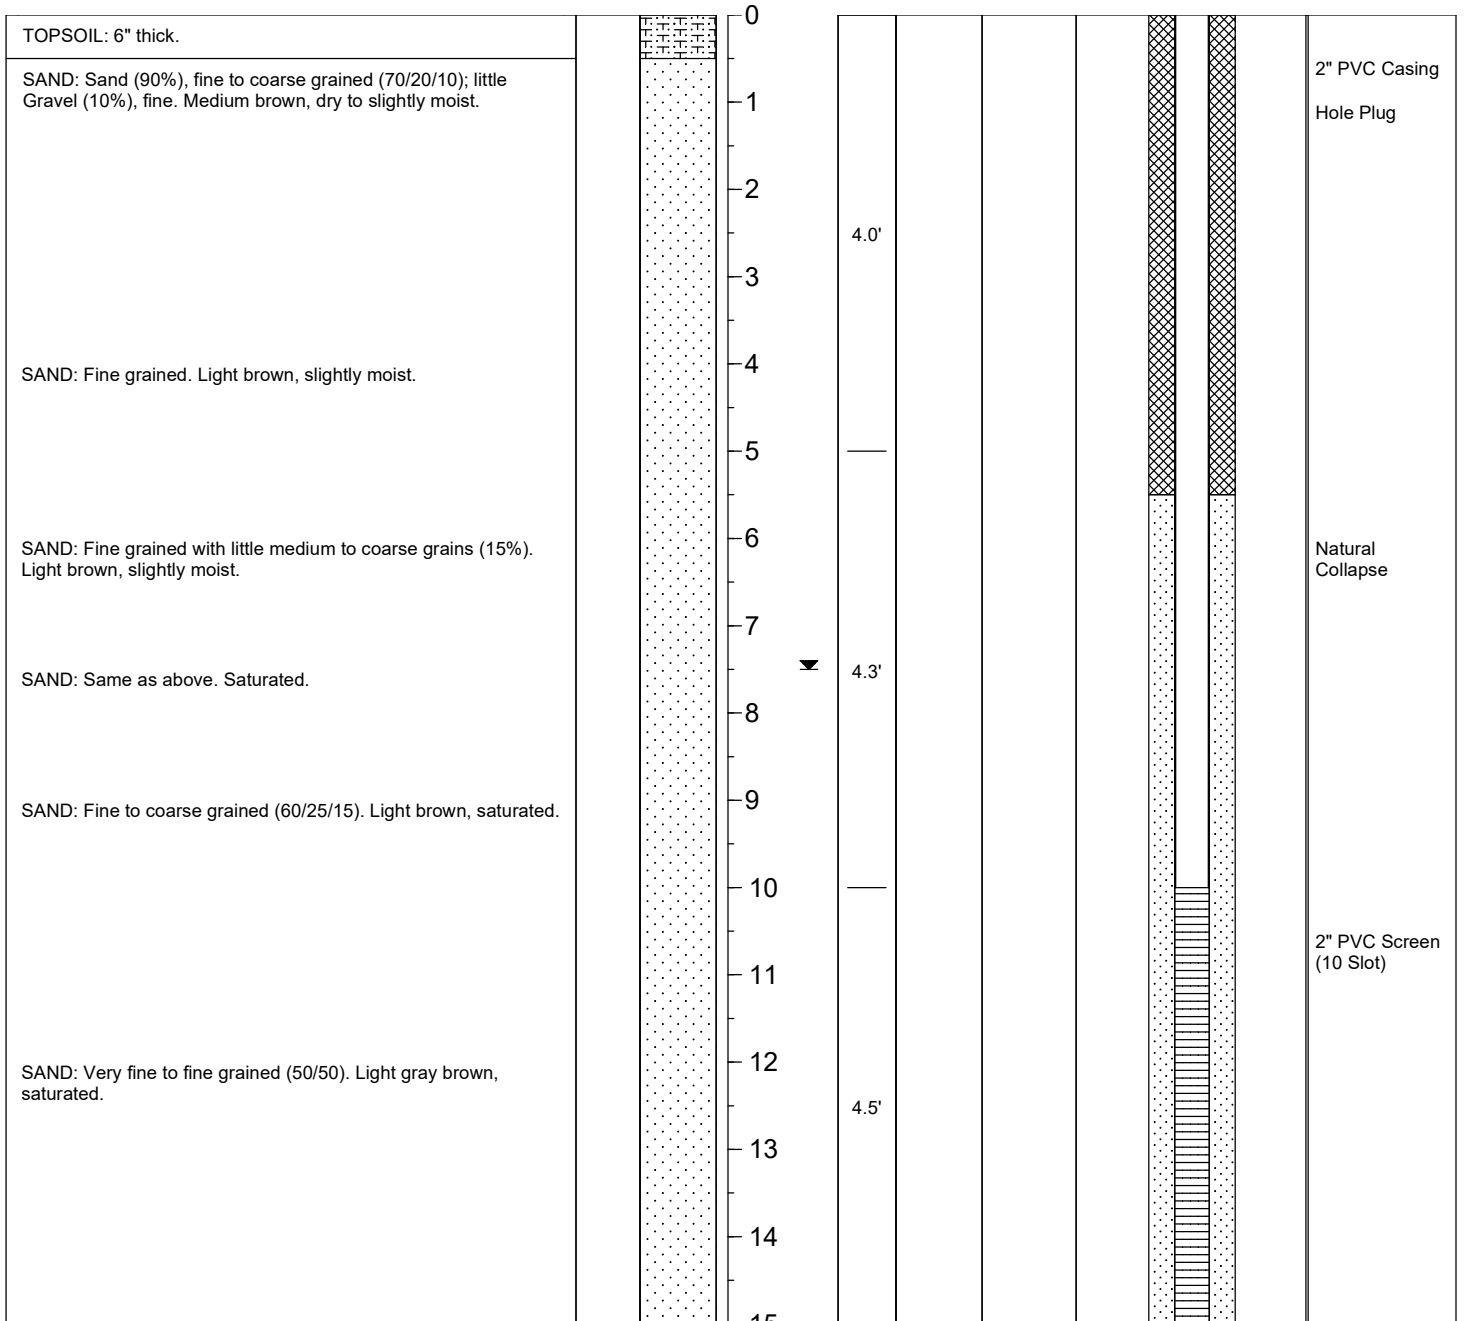 TOPSOIL: 6" thick.
SAND: Sand (90%), fine to coarse grained (70/20/10); little
Gravel (10%), fine. Medium brown, dry to slightly moist.
SAND: Fine grained. Light brown, slightly moist.
SAND: Fine grained with little medium to coarse grains (15%).
Light brown, slightly moist.
SAND: Same as above. Saturated.
SAND: Fine to coarse grained (60/25/15). Light brown, saturated.
SAND: Very fine to fine grained (50/50). Light gray brown,
saturated.
0
1
2
3
4
5
6
7
8
9
10
11
12
13
14
15
4.0'
4.3'
4.5'
2" PVC Casing
Hole Plug
Natural
Collapse
2" PVC Screen
(10 Slot)